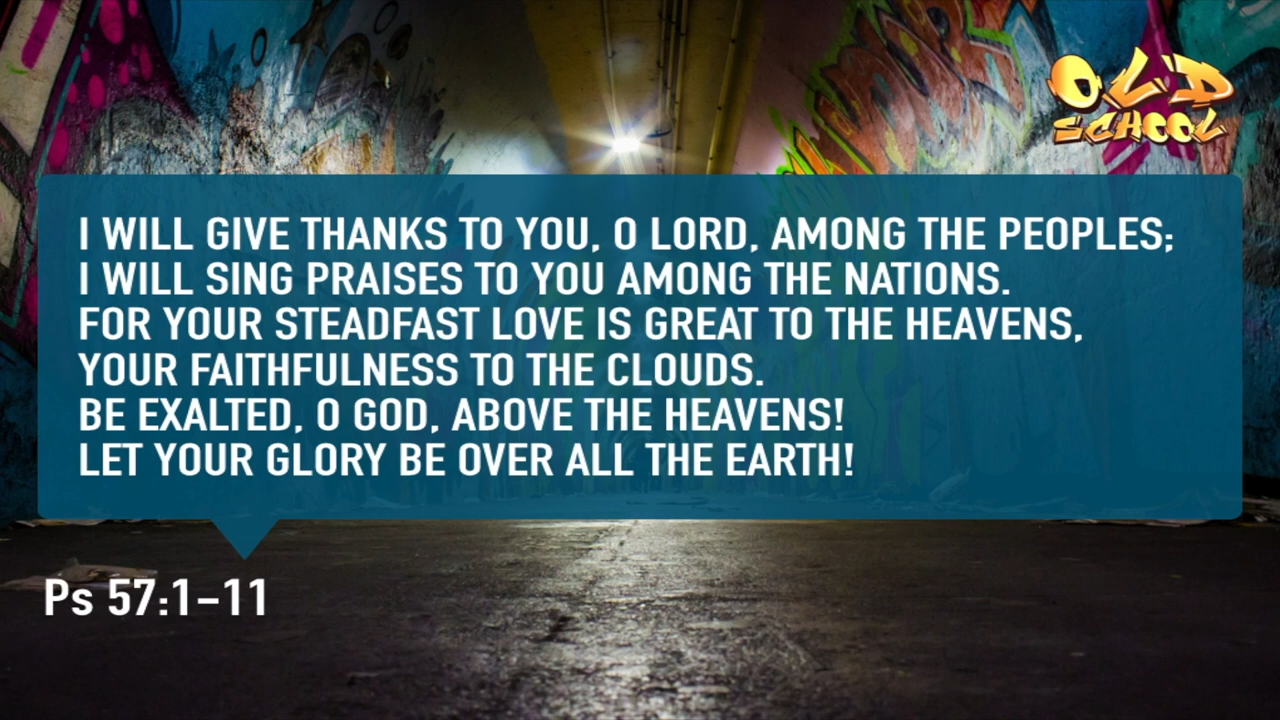 OLD
SCHOOL
I WILL GIVE THANKS TO YOU, O LORD, AMONG THE PEOPLES;
I WILL SING PRAISES TO YOU AMONG THE NATIONS.
FOR YOUR STEADFAST LOVE IS GREAT TO THE HEAVENS,
YOUR FAITHFULNESS TO THE CLOUDS.
BE EXALTED, O GOD, ABOVE THE HEAVENS!
LET YOUR GLORY BE OVER ALL THE EARTH!
Ps 57:1–11